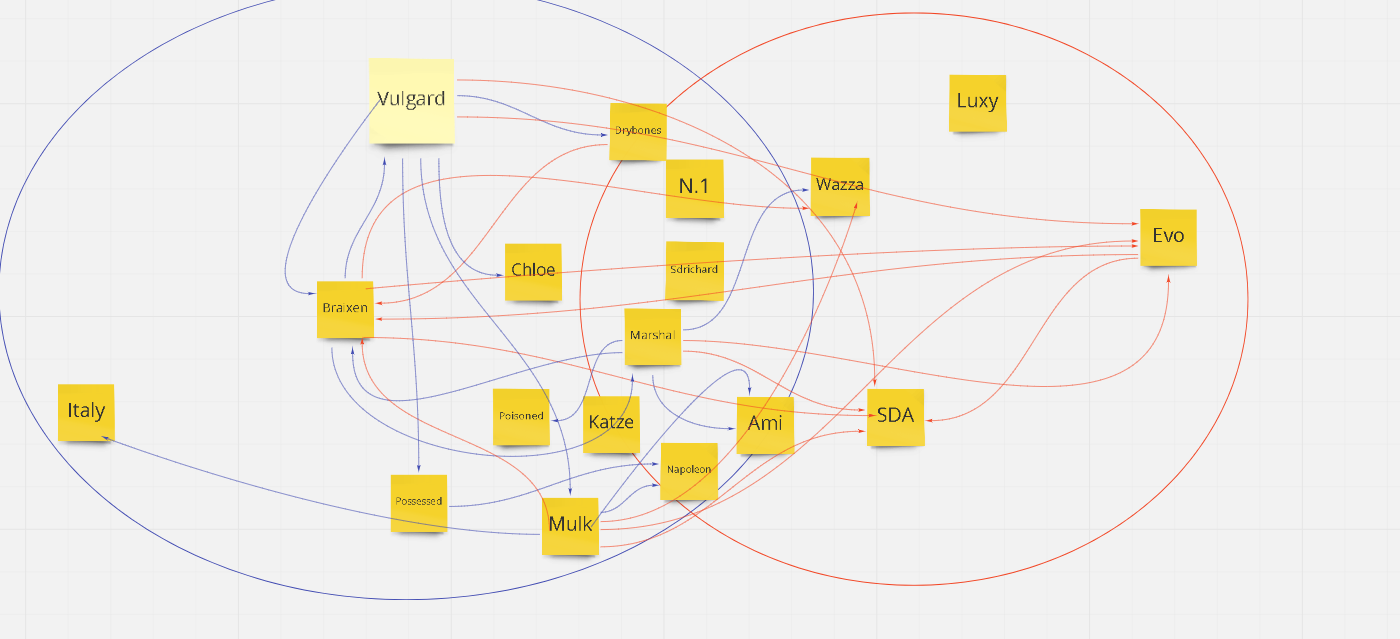 Vulgard
Luxy
Drybones
N.1
Wazza
Evo
Chloe
Sdrichard
Braixen
Marshal
Italy
Poisoned
Katze
Ami
SDA
Napoleon
Possessed
Mulk